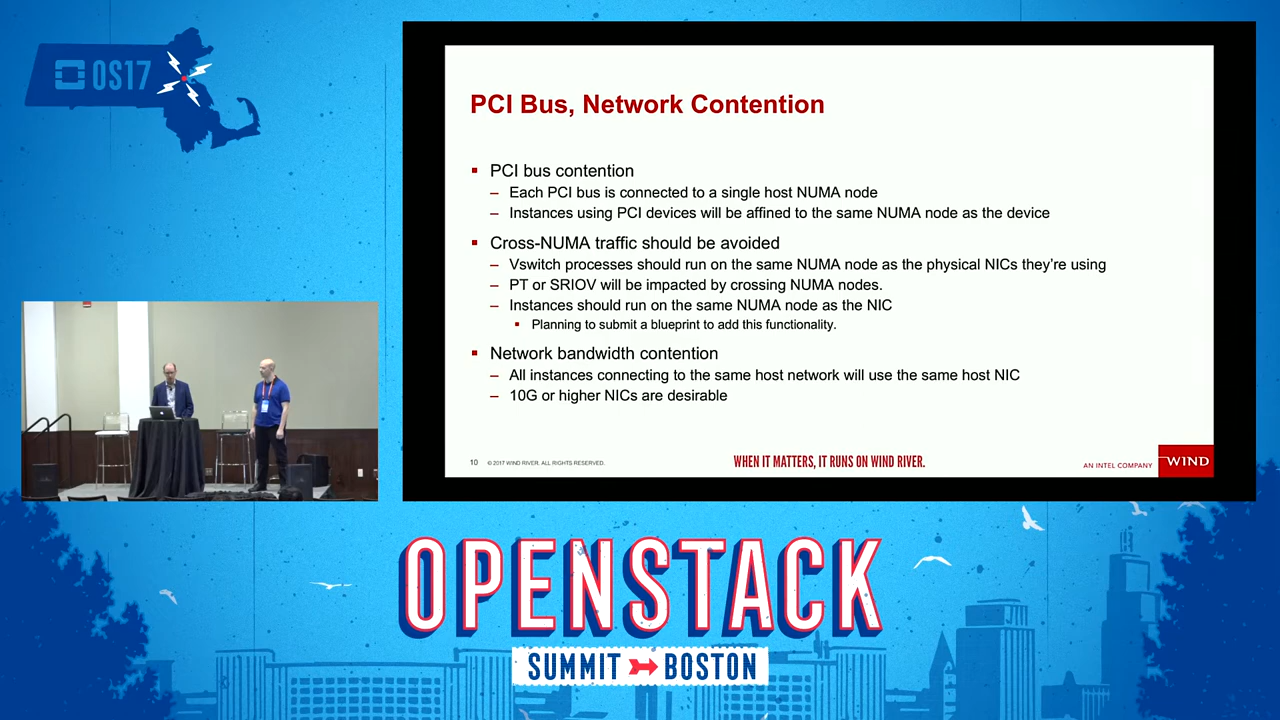 OS17
PCI Bus, Network Contention
▪ PCI bus contention
– Each PCI bus is connected to a single host NUMA node
– Instances using PCI devices will be affined to the same NUMA node as the device
▪ Cross-NUMA traffic should be avoided
– Vswitch processes should run on the same NUMA node as the physical NICs they're using
– PT or SRIOV will be impacted by crossing NUMA nodes.
– Instances should run on the same NUMA node as the NIC
▪ Planning to submit a blueprint to add this functionality.
▪ Network bandwidth contention
– All instances connecting to the same host network will use the same host NIC
– 10G or higher NICs are desirable
10 © 2017 WIND RIVER. ALL RIGHTS RESERVED.
WHEN IT MATTERS, IT RUNS ON WIND RIVER.
AN INTEL COMPANY
WIND
OPENSTACK
SUMMIT BOSTON